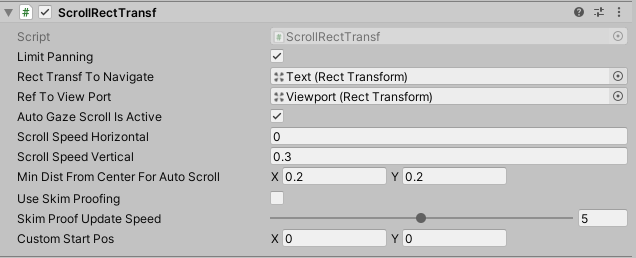 ScrollRectTransf
Script ScrollRectTransf
Limit Panning
Rect Transf To Navigate Text (Rect Transform)
Ref To View Port Viewport (Rect Transform)
Auto Gaze Scroll Is Active
Scroll Speed Horizontal 0
Scroll Speed Vertical 0.3
Min Dist From Center For Auto Scroll X 0.2 Y 0.2
Use Skim Proofing
Skim Proof Update Speed 5
Custom Start Pos X 0 Y 0